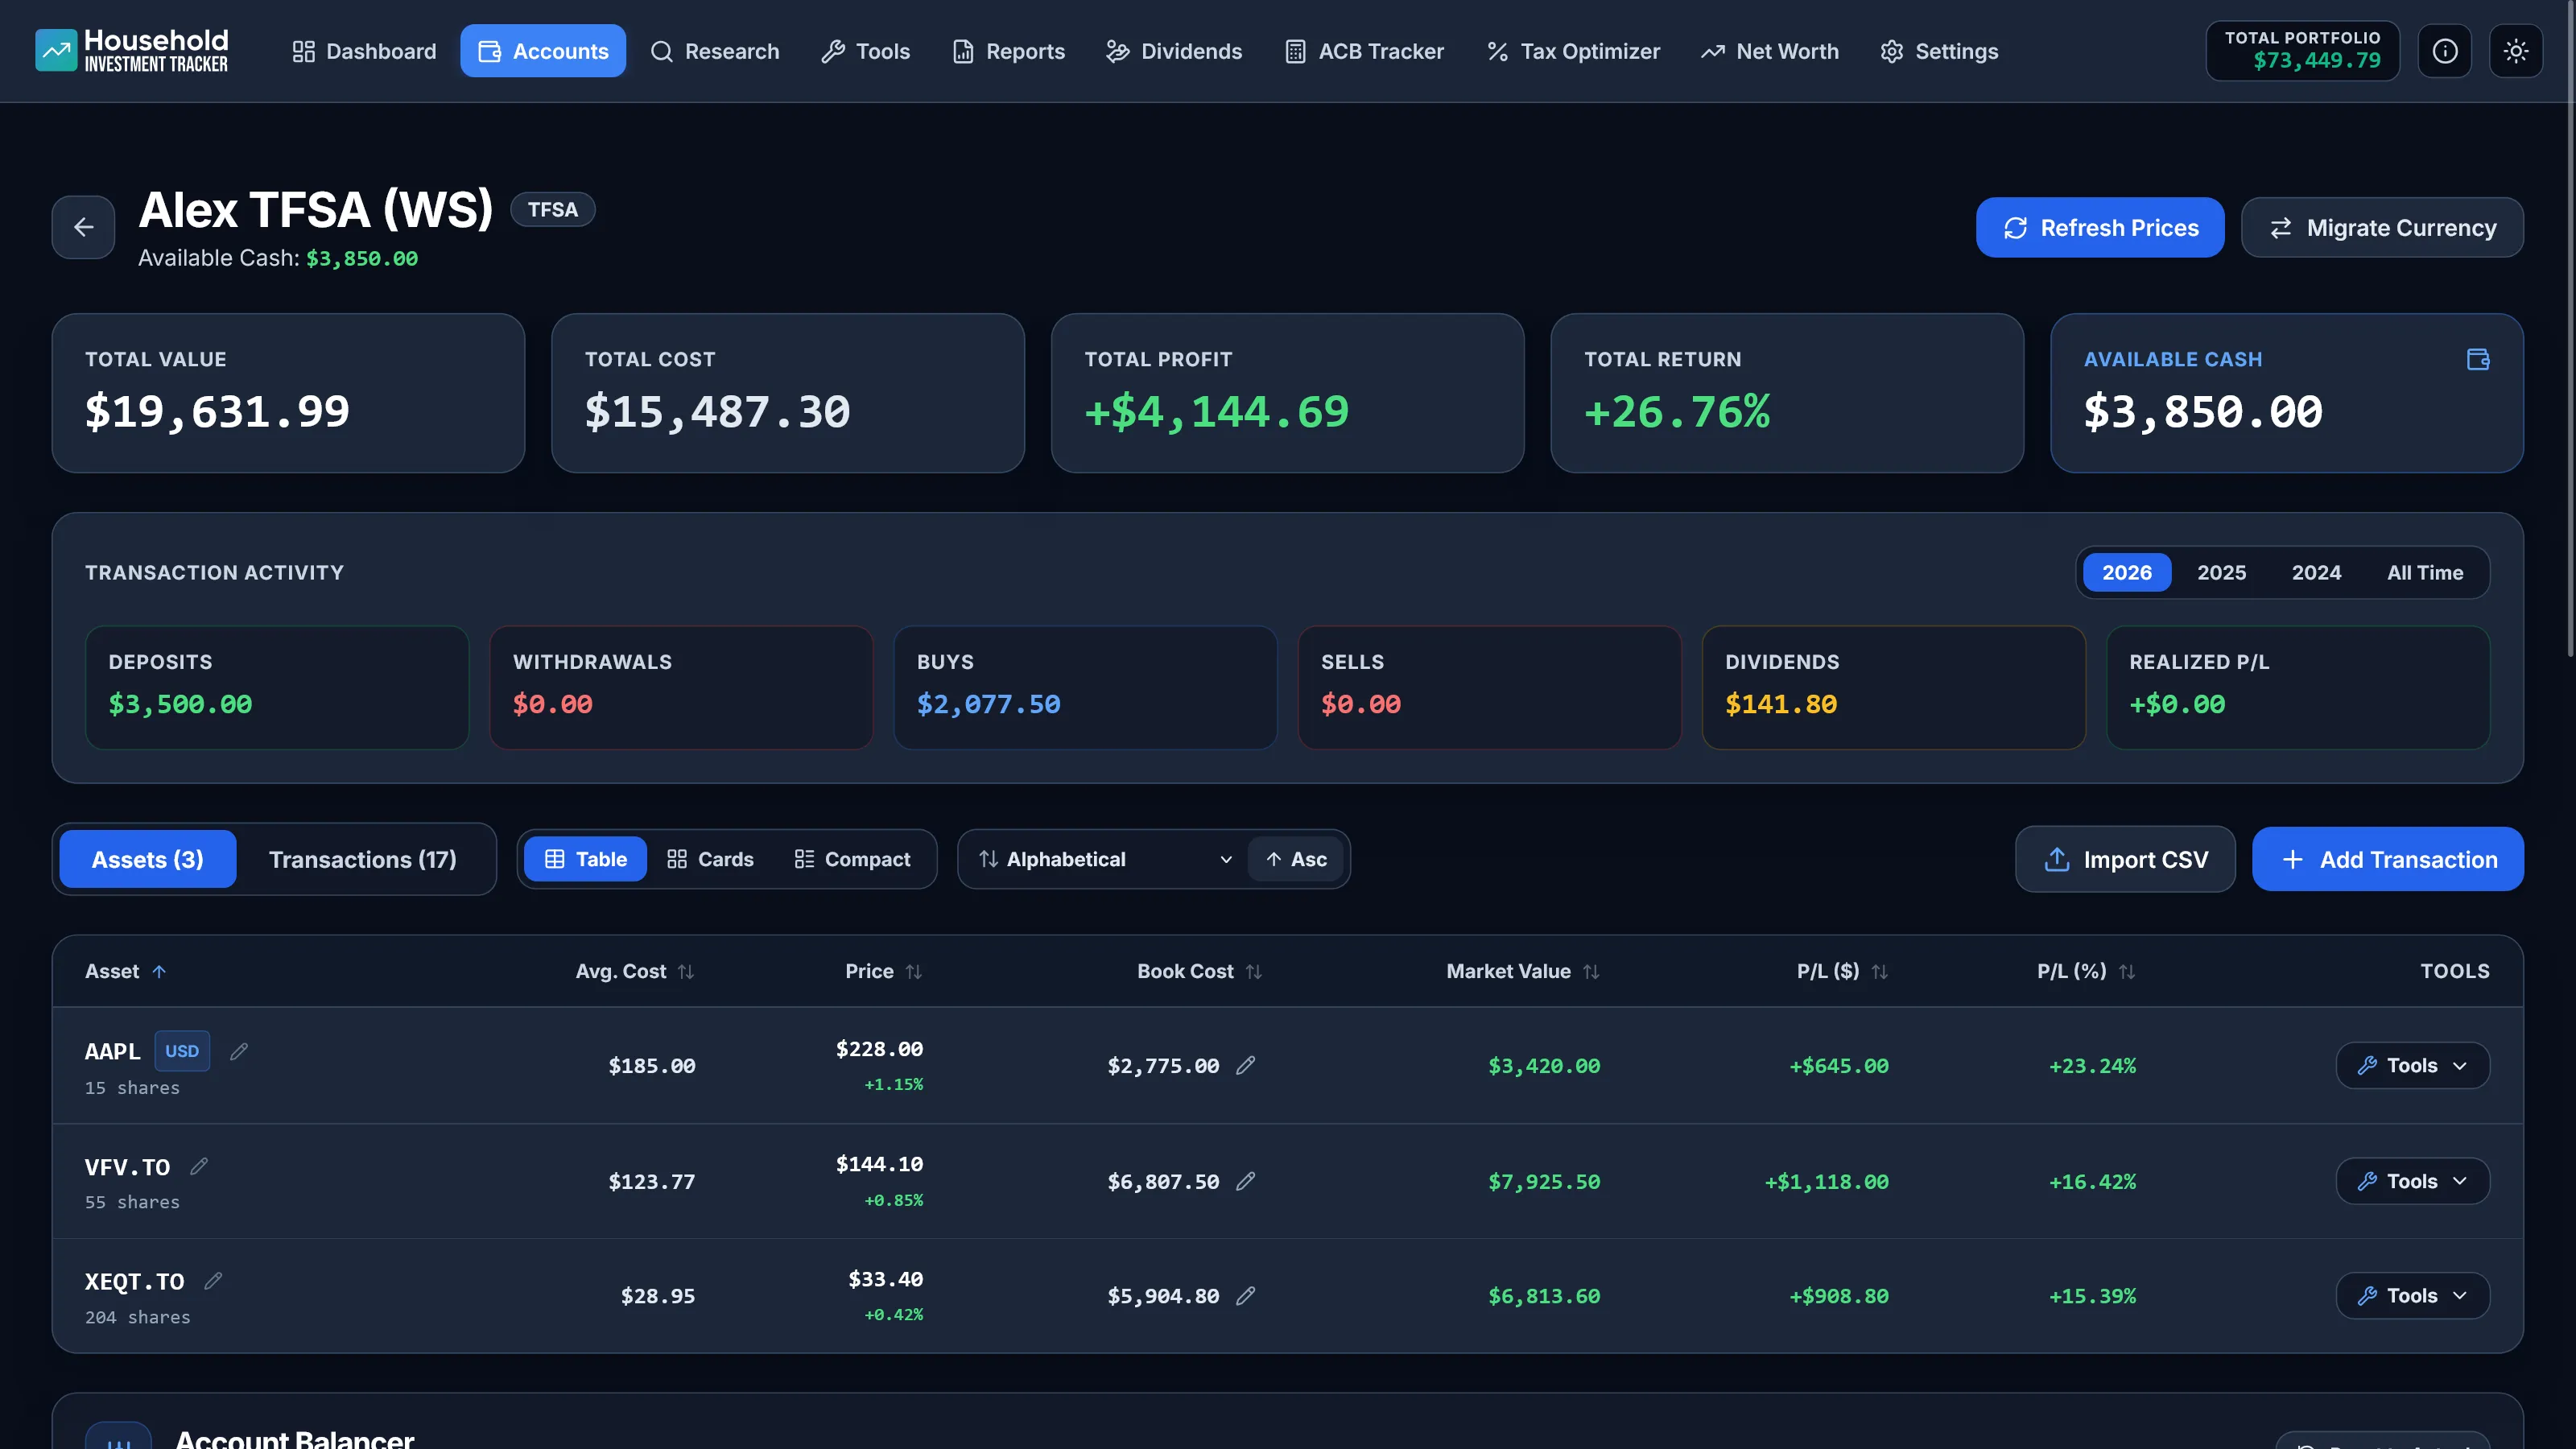 Household
INVESTMENT TRACKER
Dashboard
Accounts
Research
Tools
Reports
Dividends
ACB Tracker
Tax Optimizer
Net Worth
Settings
TOTAL PORTFOLIO
$73,449.79
Alex TFSA (WS)
TFSA
Available Cash: $3,850.00
Refresh Prices
Migrate Currency
TOTAL VALUE
$19,631.99
TOTAL COST
$15,487.30
TOTAL PROFIT
+$4,144.69
TOTAL RETURN
+26.76%
AVAILABLE CASH
$3,850.00
TRANSACTION ACTIVITY
2026
2025
2024
All Time
DEPOSITS
$3,500.00
WITHDRAWALS
$0.00
BUYS
$2,077.50
SELLS
$0.00
DIVIDENDS
$141.80
REALIZED P/L
+$0.00
Assets (3)
Transactions (17)
Table
Cards
Compact
Alphabetical
Asc
Import CSV
Add Transaction
Asset
Avg. Cost
Price
Book Cost
Market Value
P/L ($)
P/L (%)
TOOLS
AAPL USD
15 shares
$185.00
$228.00
+1.15%
$2,775.00
$3,420.00
+$645.00
+23.24%
Tools
VFV.TO
55 shares
$123.77
$144.10
+0.85%
$6,807.50
$7,925.50
+$1,118.00
+16.42%
Tools
XEQT.TO
204 shares
$28.95
$33.40
+0.42%
$5,904.80
$6,813.60
+$908.80
+15.39%
Tools
Account Balancer